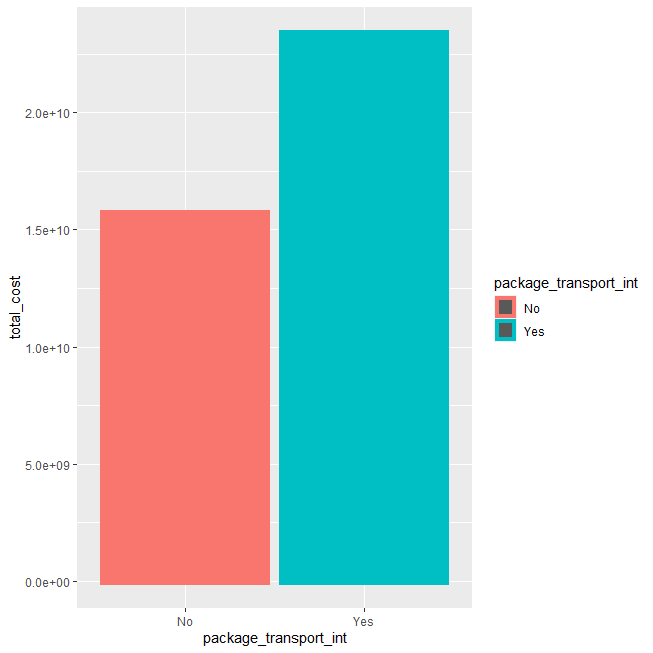 total_cost
2.0e+10
1.5e+10
1.0e+10
5.0e+09
0.0e+00
No
Yes
package_transport_int
package_transport_int
No
Yes